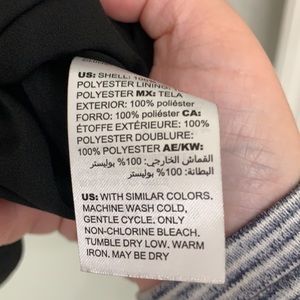 US: SHELL: 100%
POLYESTER LINING:
POLYESTER MX: TELA
EXTERIOR: 100% poliéster
FORRO: 100% poliéster CA:
ÉTOFFE EXTÉRIEURE: 100%
POLYESTER DOUBLURE:
100% POLYESTER AE/KW:
القماش الخارجي: 100% بوليستر
البطانة: 100% بوليستر
US: WITH SIMILAR COLORS.
MACHINE WASH COLD,
GENTLE CYCLE. ONLY
NON-CHLORINE BLEACH.
TUMBLE DRY LOW. WARM
IRON. MAY BE DRY